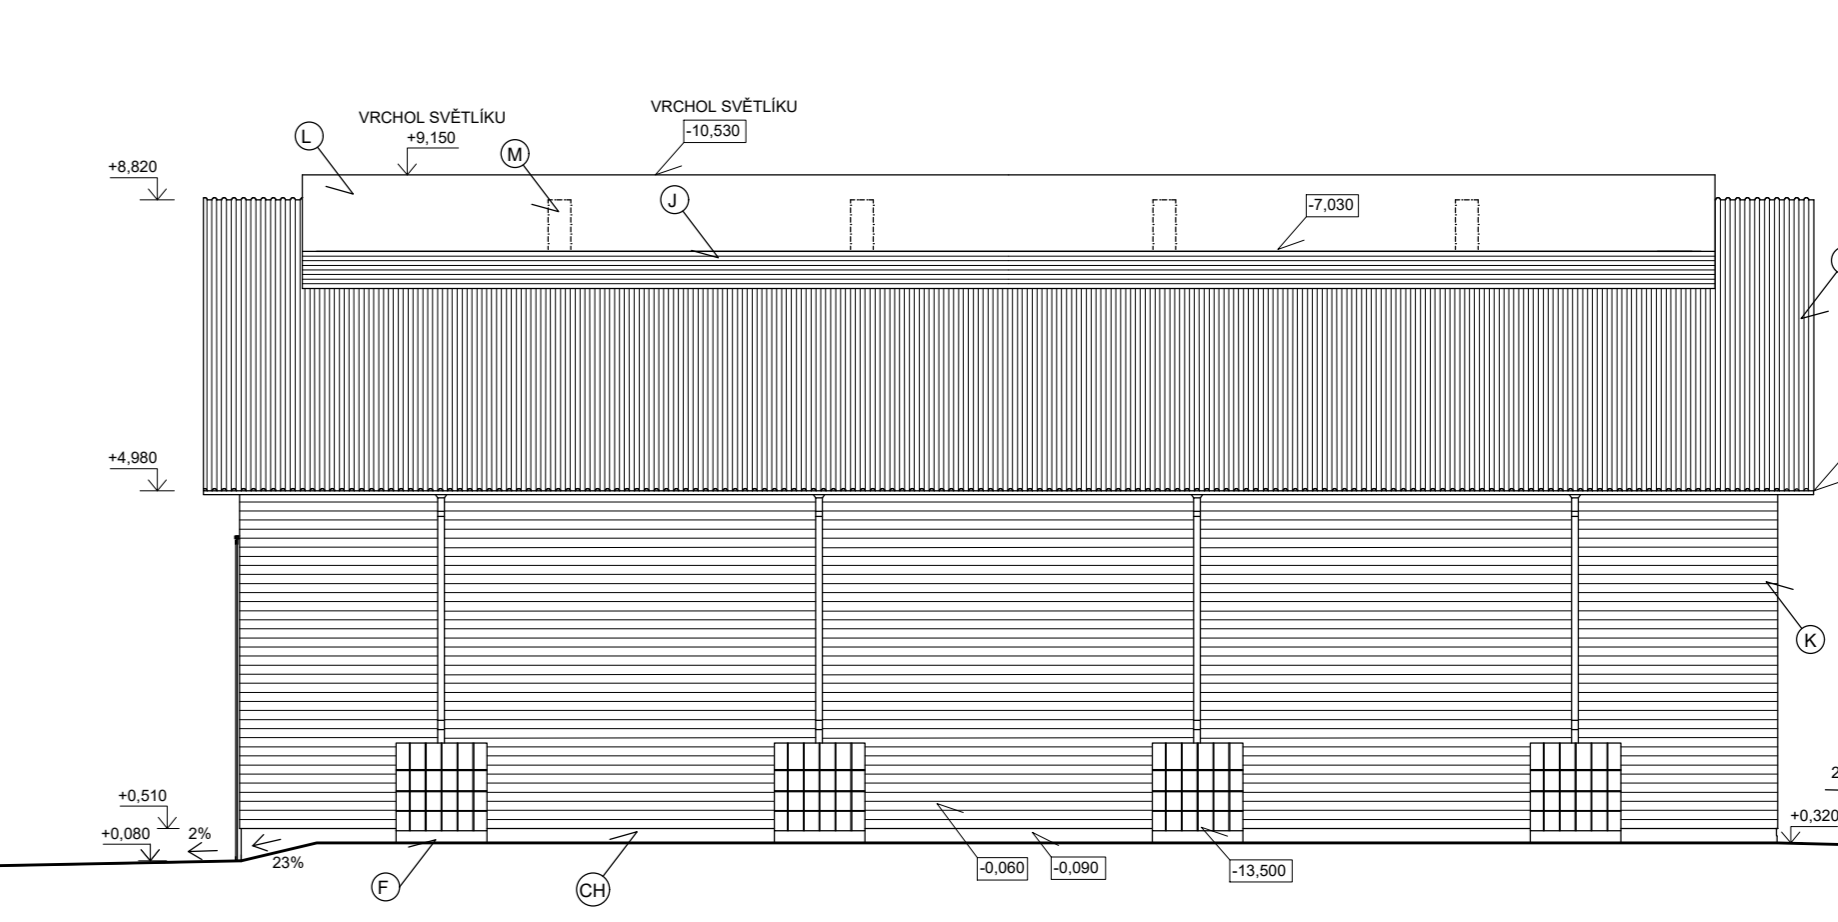 VRCHOL SVĚTLÍKU
-10,530
VRCHOL SVĚTLÍKU
+9,150
L
M
+8,820
J
-7,030
+4,980
K
+0,510
+0,080
2%
23%
2
+0,320
F
CH
-0,060
-0,090
-13,500